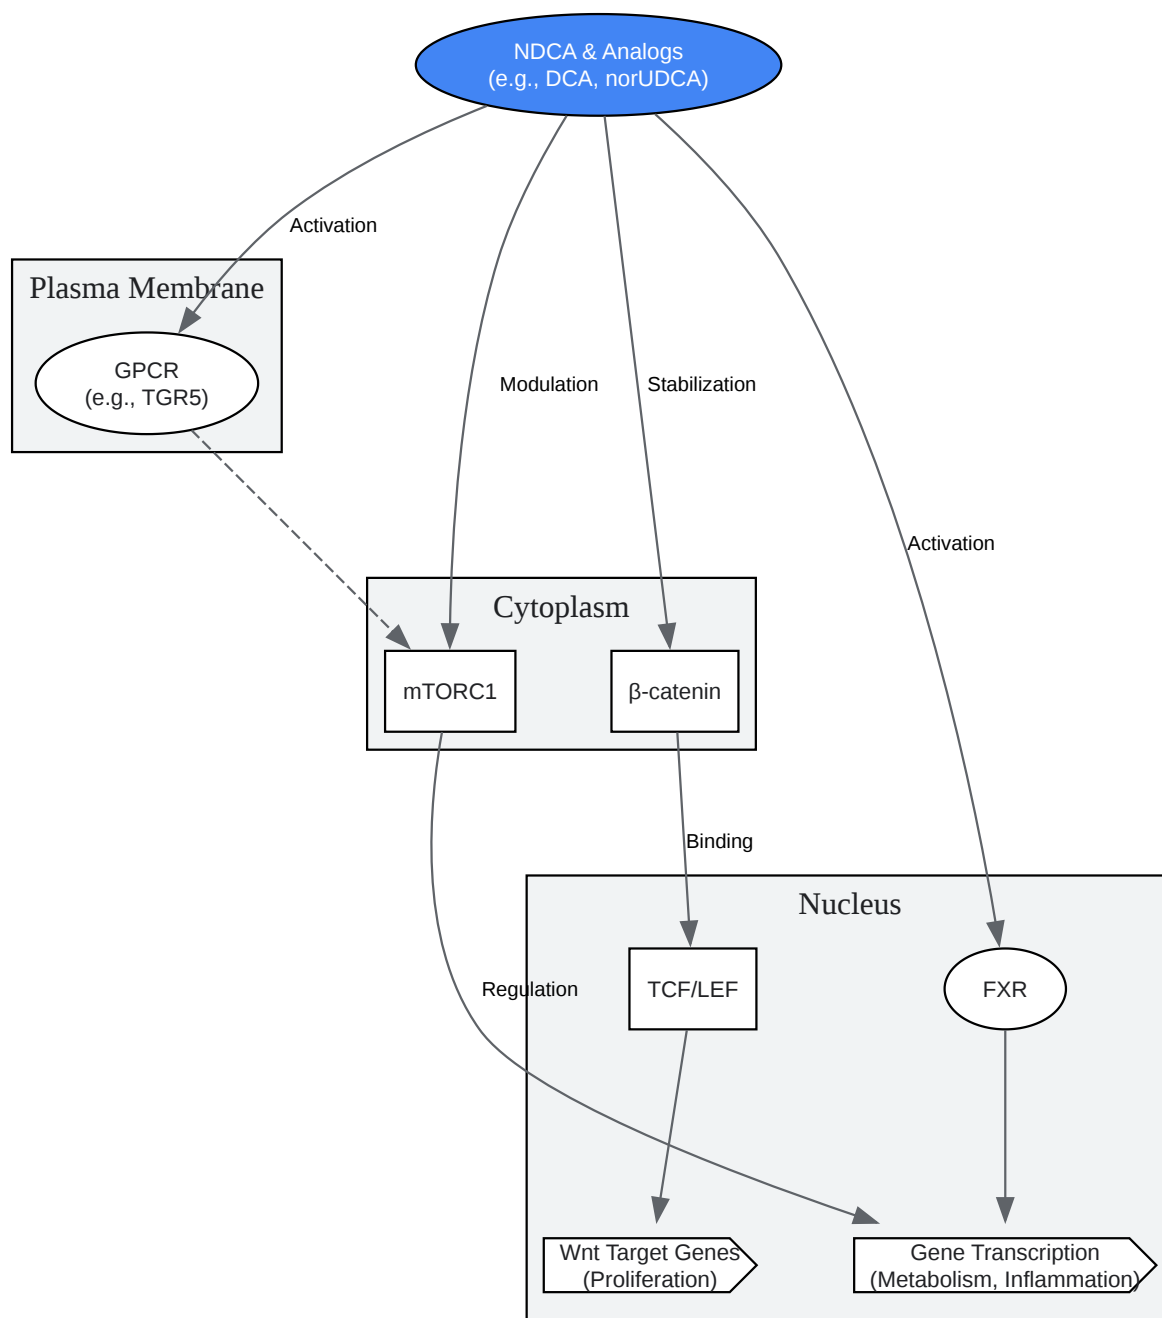 NDCA & Analogs
(e.g., DCA, norUDCA)
Activation
Plasma Membrane
GPCR
(e.g., TGR5)
Modulation
Stabilization
Activation
Cytoplasm
mTORC1
β-catenin
Binding
Nucleus
Regulation
TCF/LEF
FXR
Wnt Target Genes
(Proliferation)
Gene Transcription
(Metabolism, Inflammation)